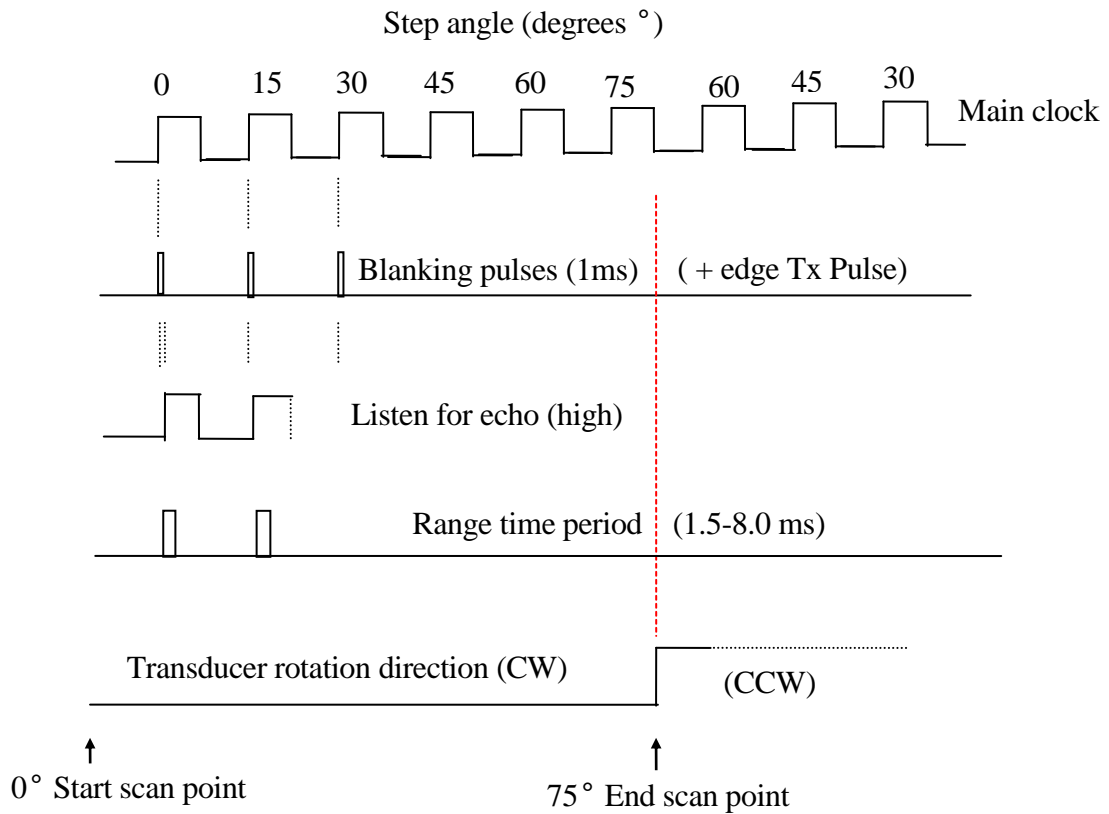 Step angle (degrees °)
0 15 30 45 60 75 60 45 30
Main clock
Blanking pulses (1ms) ( + edge Tx Pulse)
Listen for echo (high)
Range time period (1.5-8.0 ms)
Transducer rotation direction (CW)
(CCW)
0° Start scan point
75° End scan point